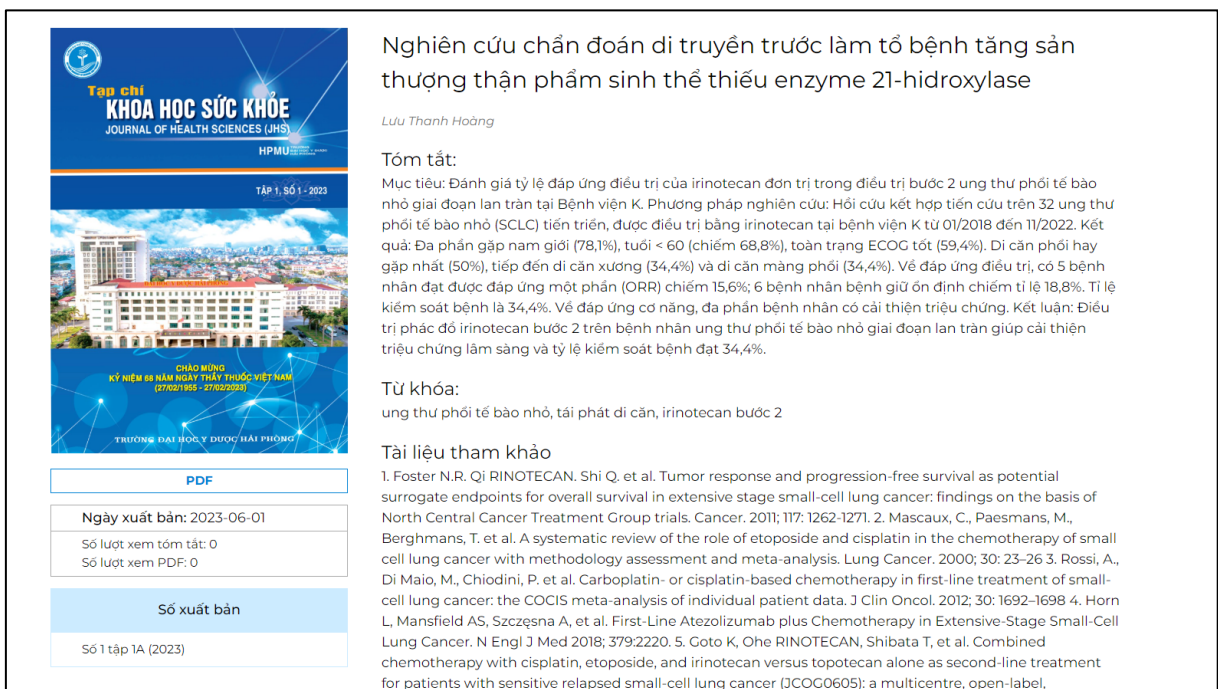 Tạp chí
KHOA HỌC SỨC KHỎE
JOURNAL OF HEALTH SCIENCES (JHS)
HPMU
TẬP 1, SỐ 1 - 2023
CHÀO MỪNG
KỶ NIỆM 68 NĂM NGÀY THẦY THUỐC VIỆT NAM
(27/02/1955 - 27/02/2023)
TRƯỜNG ĐẠI HỌC Y DƯỢC HẢI PHÒNG
PDF
Ngày xuất bản: 2023-06-01
Số lượt xem tóm tắt: 0
Số lượt xem PDF: 0
Số xuất bản
Số 1 tập 1A (2023)
Nghiên cứu chẩn đoán di truyền trước làm tổ bệnh tăng sản
thượng thận phẩm sinh thể thiếu enzyme 21-hidroxylase
Lưu Thanh Hoàng
Tóm tắt:
Mục tiêu: Đánh giá tỷ lệ đáp ứng điều trị của irinotecan đơn trị trong điều trị bước 2 ung thư phổi tế bào
nhỏ giai đoạn lan tràn tại Bệnh viện K. Phương pháp nghiên cứu: Hồi cứu kết hợp tiến cứu trên 32 ung thư
phổi tế bào nhỏ (SCLC) tiến triển, được điều trị bằng irinotecan tại bệnh viện K từ 01/2018 đến 11/2022. Kết
quả: Đa phần gặp nam giới (78,1%), tuổi < 60 (chiếm 68,8%), toàn trạng ECOG tốt (59,4%). Di căn phổi hay
gặp nhất (50%), tiếp đến di căn xương (34,4%) và di căn màng phổi (34,4%). Về đáp ứng điều trị, có 5 bệnh
nhân đạt được đáp ứng một phần (ORR) chiếm 15,6%; 6 bệnh nhân bệnh giữ ổn định chiếm tỉ lệ 18,8%. Tỉ lệ
kiểm soát bệnh là 34,4%. Về đáp ứng cơ năng, đa phần bệnh nhân có cải thiện triệu chứng. Kết luận: Điều
trị phác đồ irinotecan bước 2 trên bệnh nhân ung thư phổi tế bào nhỏ giai đoạn lan tràn giúp cải thiện
triệu chứng lâm sàng và tỷ lệ kiểm soát bệnh đạt 34,4%.
Từ khóa:
ung thư phổi tế bào nhỏ, tái phát di căn, irinotecan bước 2
Tài liệu tham khảo
1. Foster N.R. Qi RINOTECAN. Shi Q. et al. Tumor response and progression-free survival as potential
surrogate endpoints for overall survival in extensive stage small-cell lung cancer: findings on the basis of
North Central Cancer Treatment Group trials. Cancer. 2011; 117: 1262-1271. 2. Mascaux, C., Paesmans, M.,
Berghmans, T. et al. A systematic review of the role of etoposide and cisplatin in the chemotherapy of small
cell lung cancer with methodology assessment and meta-analysis. Lung Cancer. 2000; 30: 23–26 3. Rossi, A.,
Di Maio, M., Chiodini, P. et al. Carboplatin- or cisplatin-based chemotherapy in first-line treatment of small-
cell lung cancer: the COCIS meta-analysis of individual patient data. J Clin Oncol. 2012; 30: 1692–1698 4. Horn
L, Mansfield AS, Szczęsna A, et al. First-Line Atezolizumab plus Chemotherapy in Extensive-Stage Small-Cell
Lung Cancer. N Engl J Med 2018; 379:2220. 5. Goto K, Ohe RINOTECAN, Shibata T, et al. Combined
chemotherapy with cisplatin, etoposide, and irinotecan versus topotecan alone as second-line treatment
for patients with sensitive relapsed small-cell lung cancer (JCOG0605): a multicentre, open-label,